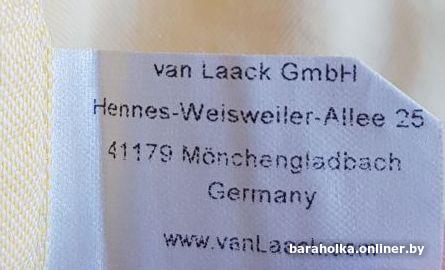 van Laack GmbH
Hennes-Weisweiler-Allee 25
41179 Mönchengladbach
Germany
baraholka.onliner.by